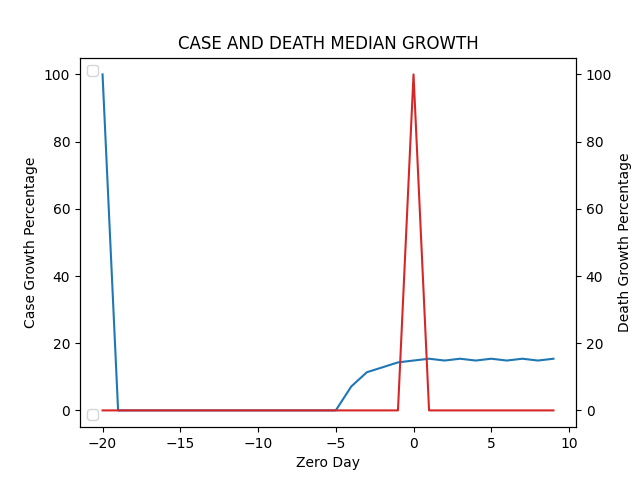 CASE AND DEATH MEDIAN GROWTH
100
80
60
40
20
0
Case Growth Percentage
100
80
60
40
20
0
Death Growth Percentage
−20 −15 −10 −5 0 5 10
Zero Day